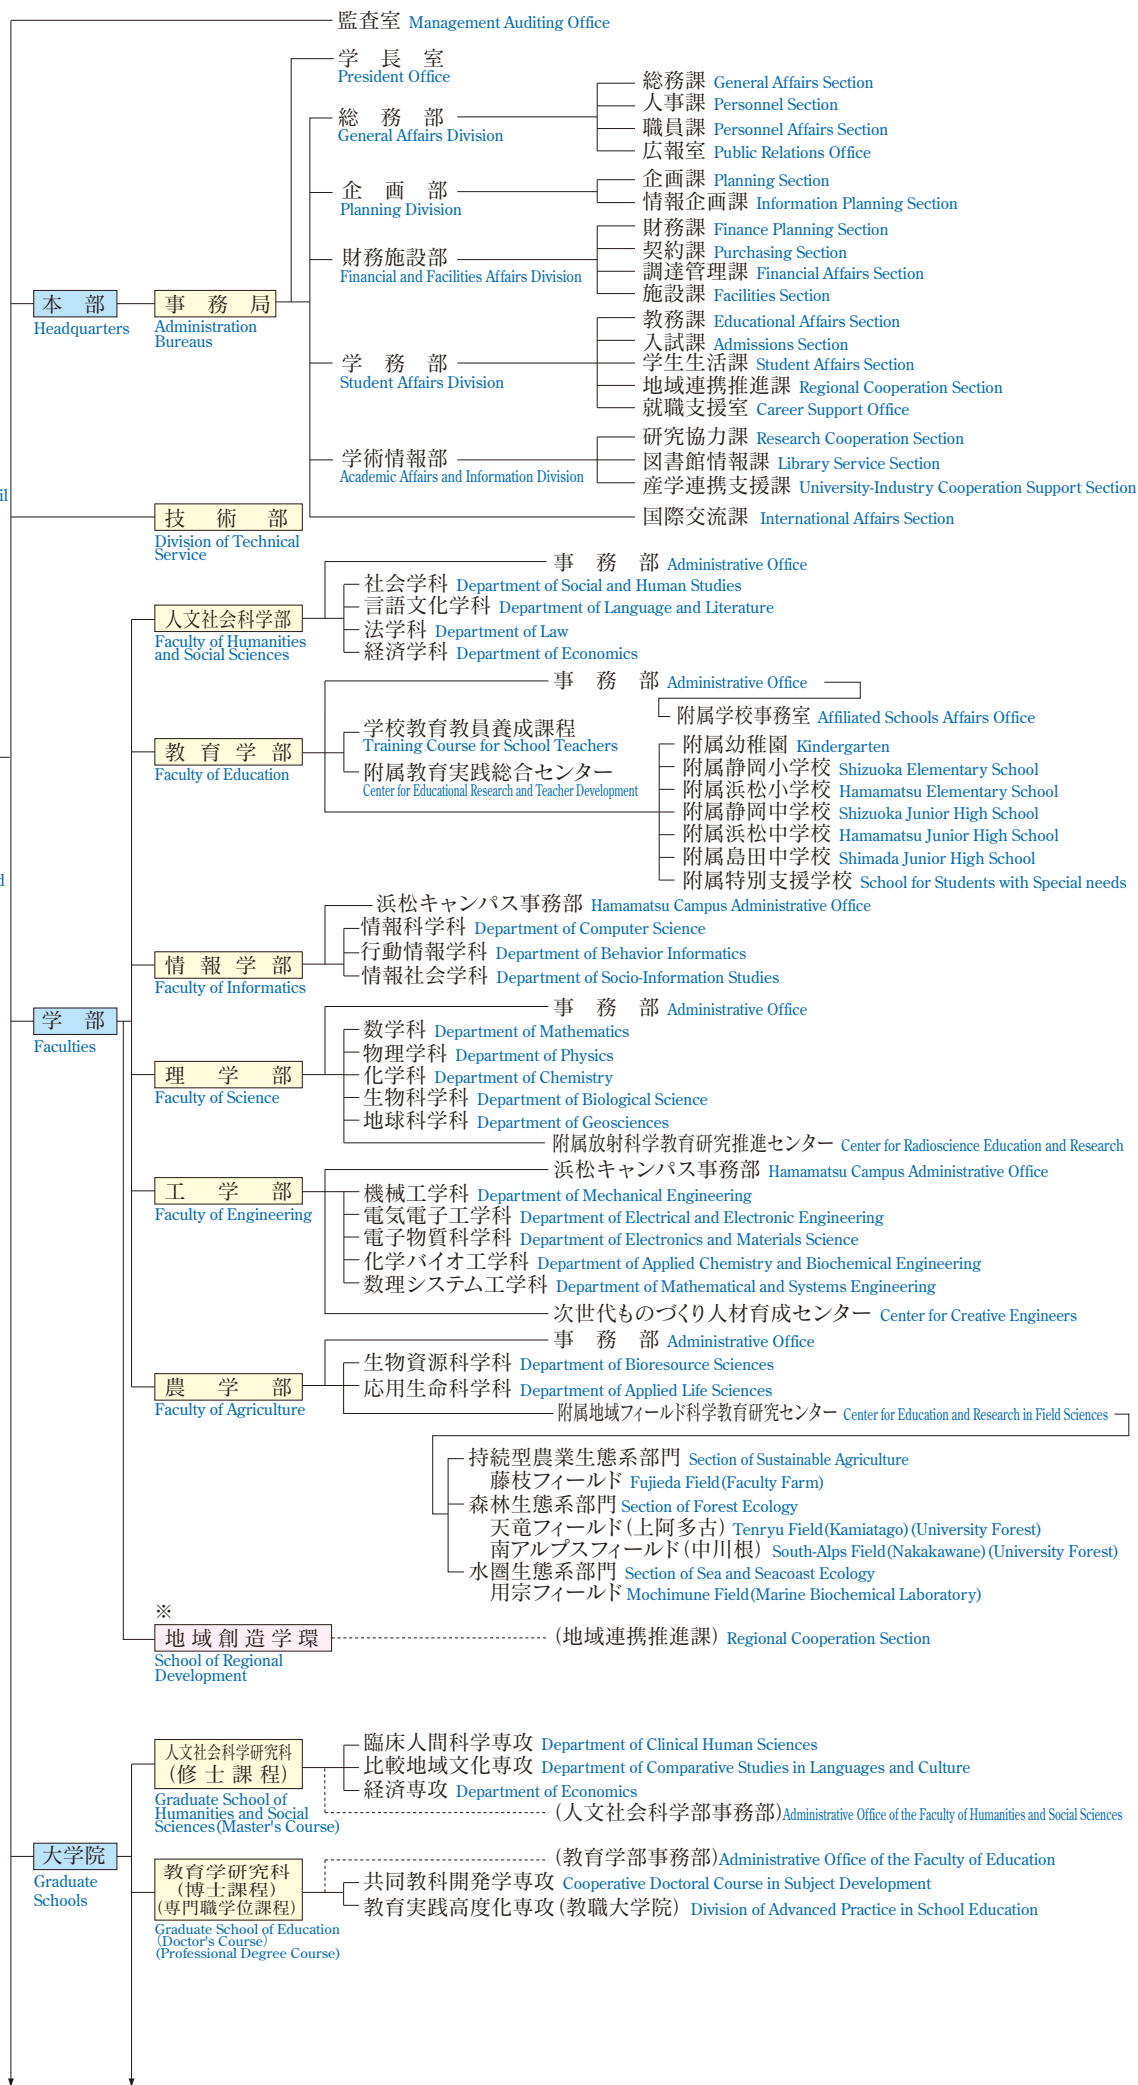 監査室 Management Auditing Office
学 長 室
President Office
総 務 部
General Affairs Division
総務課 General Affairs Section
人事課 Personnel Section
職員課 Personnel Affairs Section
広報室 Public Relations Office
企 画 部
Planning Division
企画課 Planning Section
情報企画課 Information Planning Section
財務施設部
Financial and Facilities Affairs Division
財務課 Finance Planning Section
契約課 Purchasing Section
調達管理課 Financial Affairs Section
施設課 Facilities Section
本 部
Headquarters
事 務 局
Administration
Bureaus
学 務 部
Student Affairs Division
教務課 Educational Affairs Section
入試課 Admissions Section
学生生活課 Student Affairs Section
地域連携推進課 Regional Cooperation Section
就職支援室 Career Support Office
学術情報部
Academic Affairs and Information Division
研究協力課 Research Cooperation Section
図書館情報課 Library Service Section
産学連携支援課 University-Industry Cooperation Support Section
国際交流課 International Affairs Section
il
技 術 部
Division of Technical
Service
人文社会科学部
Faculty of Humanities
and Social Sciences
事 務 部 Administrative Office
社会学科 Department of Social and Human Studies
言語文化学科 Department of Language and Literature
法学科 Department of Law
経済学科 Department of Economics
教 育 学 部
Faculty of Education
事 務 部 Administrative Office
附属学校事務室 Affiliated Schools Affairs Office
学校教育教員養成課程
Training Course for School Teachers
附属教育実践総合センター
Center for Educational Research and Teacher Development
附属幼稚園 Kindergarten
附属静岡小学校 Shizuoka Elementary School
附属浜松小学校 Hamamatsu Elementary School
附属静岡中学校 Shizuoka Junior High School
附属浜松中学校 Hamamatsu Junior High School
附属島田中学校 Shimada Junior High School
附属特別支援学校 School for Students with Special needs
d
情 報 学 部
Faculty of Informatics
浜松キャンパス事務部 Hamamatsu Campus Administrative Office
情報科学科 Department of Computer Science
行動情報学科 Department of Behavior Informatics
情報社会学科 Department of Socio-Information Studies
学 部
Faculties
理 学 部
Faculty of Science
事 務 部 Administrative Office
数学科 Department of Mathematics
物理学科 Department of Physics
化学科 Department of Chemistry
生物科学科 Department of Biological Science
地球科学科 Department of Geosciences
附属放射科学教育研究推進センター Center for Radioscience Education and Research
工 学 部
Faculty of Engineering
浜松キャンパス事務部 Hamamatsu Campus Administrative Office
機械工学科 Department of Mechanical Engineering
電気電子工学科 Department of Electrical and Electronic Engineering
電子物質科学科 Department of Electronics and Materials Science
化学バイオ工学科 Department of Applied Chemistry and Biochemical Engineering
数理システム工学科 Department of Mathematical and Systems Engineering
次世代ものづくり人材育成センター Center for Creative Engineers
農 学 部
Faculty of Agriculture
事 務 部 Administrative Office
生物資源科学科 Department of Bioresource Sciences
応用生命科学科 Department of Applied Life Sciences
附属地域フィールド科学教育研究センター Center for Education and Research in Field Sciences
持続型農業生態系部門 Section of Sustainable Agriculture
藤枝フィールド Fujieda Field(Faculty Farm)
森林生態系部門 Section of Forest Ecology
天竜フィールド(上阿多古) Tenryu Field(Kamiatago)(University Forest)
南アルプスフィールド(中川根) South-Alps Field(Nakakawane)(University Forest)
水圏生態系部門 Section of Sea and Seacoast Ecology
用宗フィールド Mochimune Field(Marine Biochemical Laboratory)
※
地域創造学環
School of Regional
Development
(地域連携推進課) Regional Cooperation Section
人文社会科学研究科
(修士課程)
Graduate School of
Humanities and Social
Sciences(Master's Course)
臨床人間科学専攻 Department of Clinical Human Sciences
比較地域文化専攻 Department of Comparative Studies in Languages and Culture
経済専攻 Department of Economics
(人文社会科学部事務部)Administrative Office of the Faculty of Humanities and Social Sciences
大学院
Graduate
Schools
教育学研究科
(博士課程)
(専門職学位課程)
Graduate School of Education
(Doctor's Course)
(Professional Degree Course)
(教育学部事務部)Administrative Office of the Faculty of Education
共同教科開発学専攻 Cooperative Doctoral Course in Subject Development
教育実践高度化専攻(教職大学院) Division of Advanced Practice in School Education